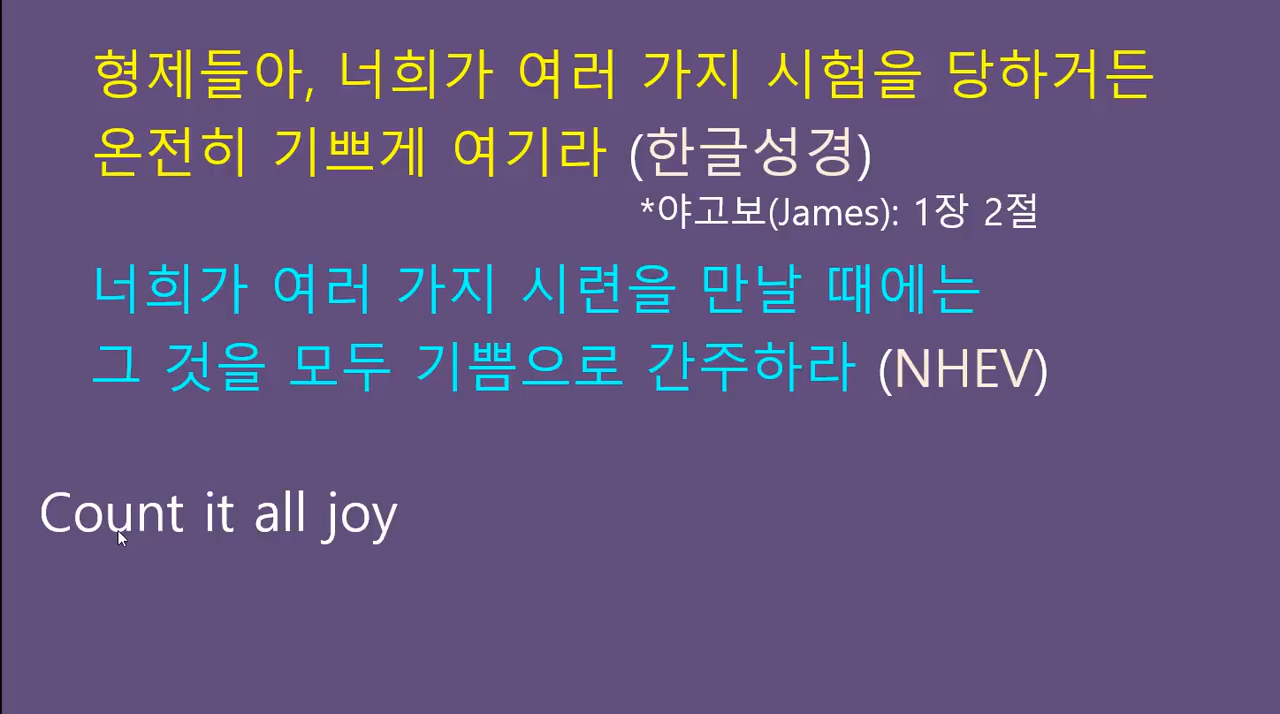 형제들아, 너희가 여러 가지 시험을 당하거든
온전히 기쁘게 여기라 (한글성경)
*야고보(James): 1장 2절
너희가 여러 가지 시련을 만날 때에는
그 것을 모두 기쁨으로 간주하라 (NHEV)
Count it all joy